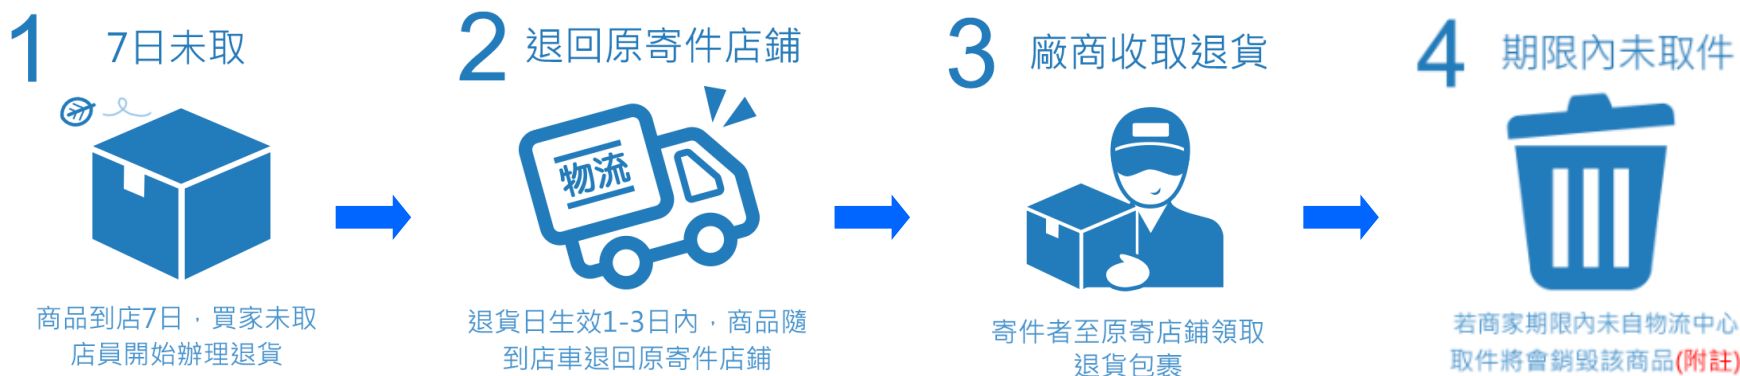 1 7日未取
商品到店7日，買家未取
店員開始辦理退貨
2 退回原寄件店鋪
物流
退貨日生效1-3日內，商品隨
到店車退回原寄件店鋪
3 廠商收取退貨
寄件者至原寄店鋪領取
退貨包裹
4 期限內未取件
若商家期限內未自物流中心
取件將會銷毀該商品(附註)